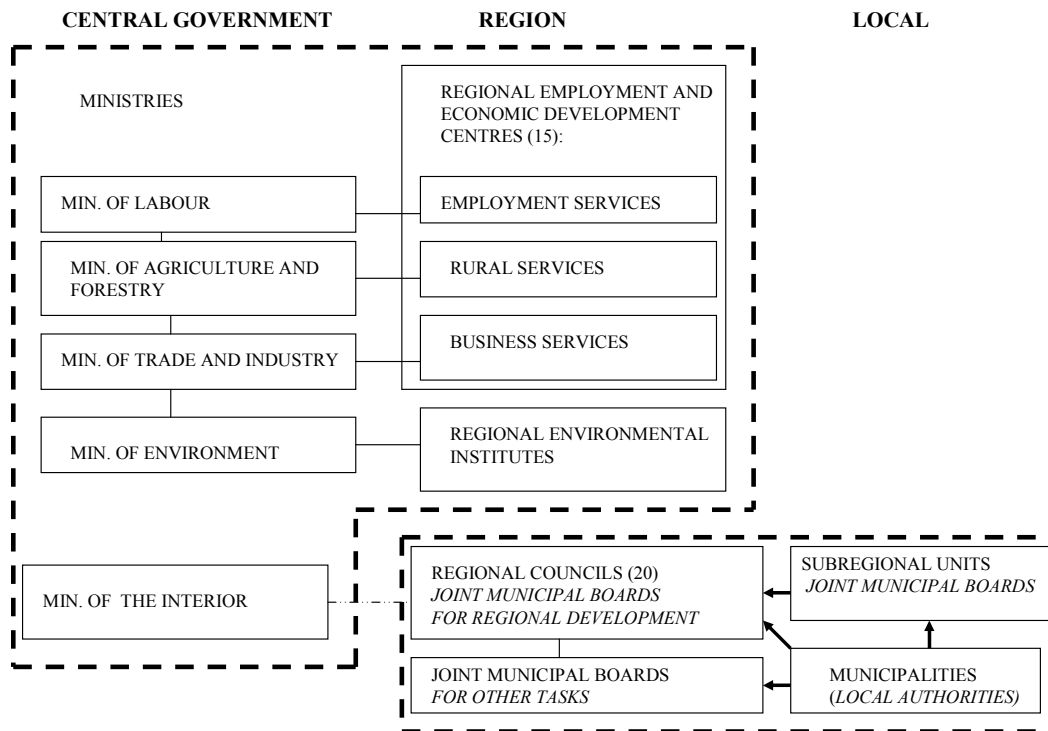 CENTRAL GOVERNMENT
REGION
LOCAL
MINISTRIES
REGIONAL EMPLOYMENT AND
ECONOMIC DEVELOPMENT
CENTRES (15):
MIN. OF LABOUR
EMPLOYMENT SERVICES
MIN. OF AGRICULTURE AND
FORESTRY
RURAL SERVICES
MIN. OF TRADE AND INDUSTRY
BUSINESS SERVICES
MIN. OF ENVIRONMENT
REGIONAL ENVIRONMENTAL
INSTITUTES
MIN. OF THE INTERIOR
REGIONAL COUNCILS (20)
JOINT MUNICIPAL BOARDS
FOR REGIONAL DEVELOPMENT
SUBREGIONAL UNITS
JOINT MUNICIPAL BOARDS
JOINT MUNICIPAL BOARDS
FOR OTHER TASKS
MUNICIPALITIES
(LOCAL AUTHORITIES)